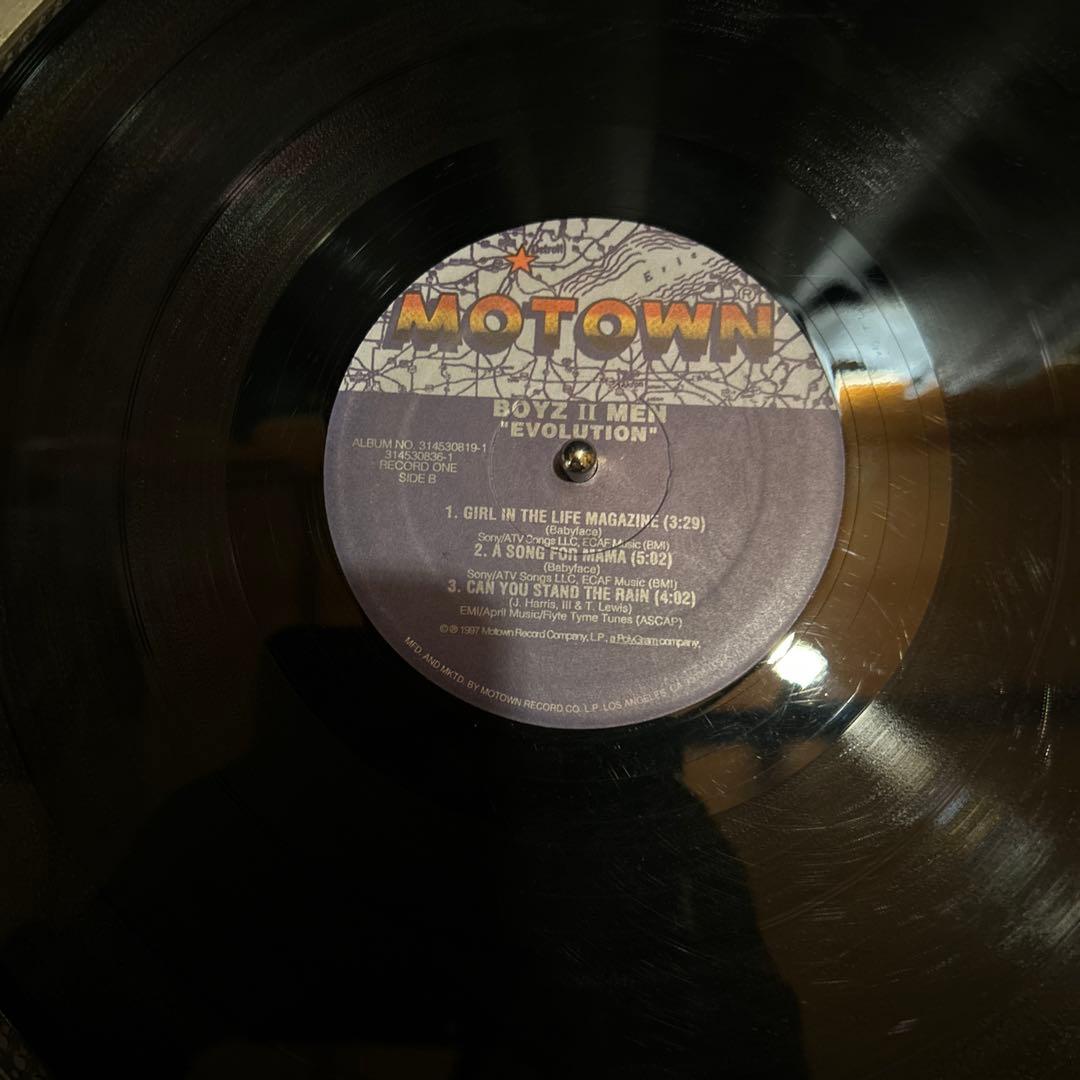 Detroit
Erie
MOTOWN®
Akron
BOYZ II MEN
"EVOLUTION"
ALBUM NO. 314530819-1
314530836-1
RECORD ONE
SIDE B
1. GIRL IN THE LIFE MAGAZINE (3:29)
(Babyface)
Sony/ATV Songs LLC, ECAF Music (BMI)
2. A SONG FOR MAMA (5:02)
(Babyface)
Sony/ATV Songs LLC, ECAF Music (BMI)
3. CAN YOU STAND THE RAIN (4:02)
(J. Harris, III & T. Lewis)
EMI/April Music/Flyte Tyme Tunes (ASCAP)
©℗ 1997 Motown Record Company, L.P., a PolyGram company.
MFD. AND MKTD. BY MOTOWN RECORD CO. L.P. LOS ANGELES CA